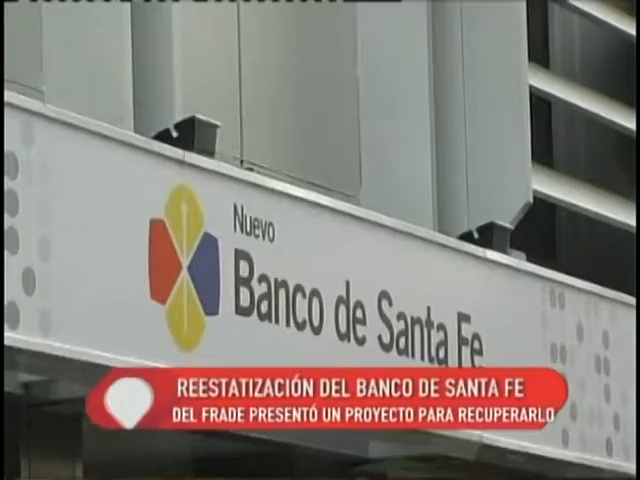 Nuevo
Banco de Santa Fe
REESTATIZACIÓN DEL BANCO DE SANTA FE
DEL FRADE PRESENTÓ UN PROYECTO PARA RECUPERARLO